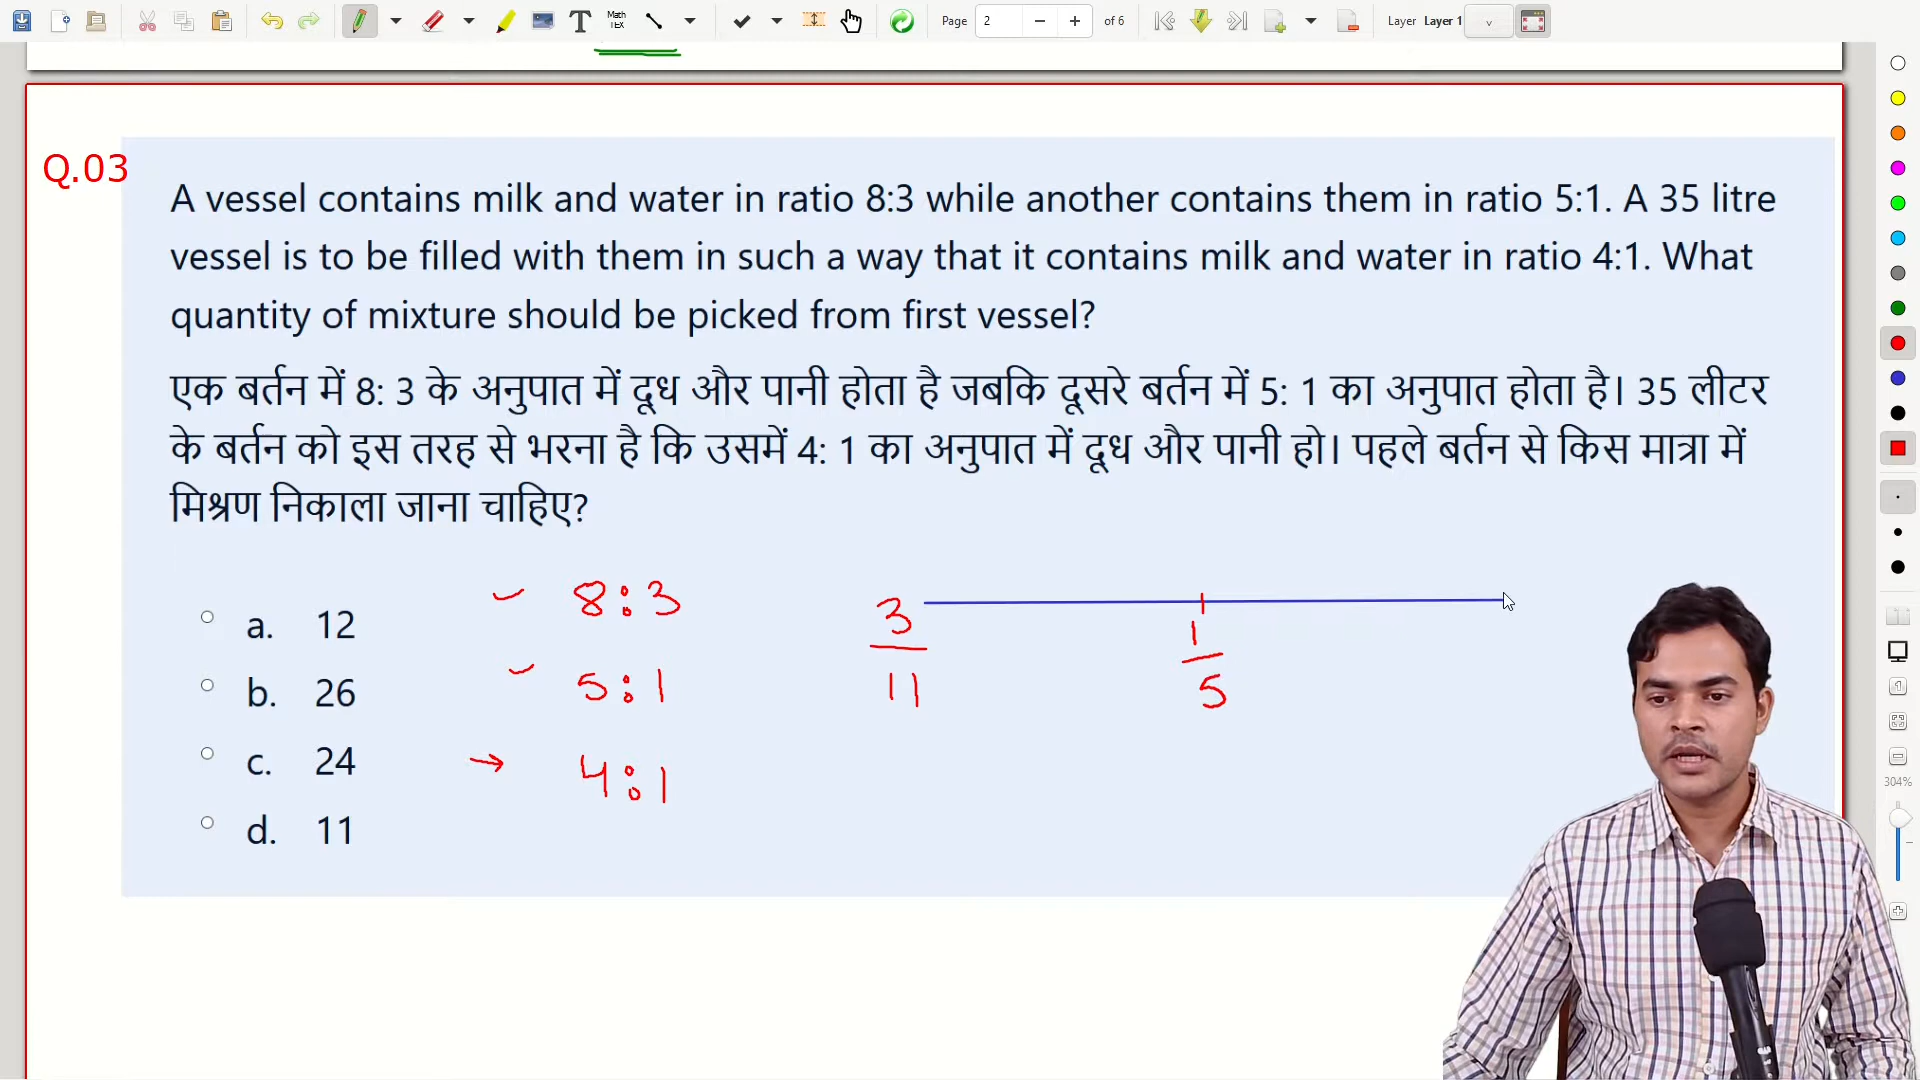 Math
TEX
T
Page 2 of 6
Layer Layer 1
Q.03
A vessel contains milk and water in ratio 8:3 while another contains them in ratio 5:1. A 35 litre
vessel is to be filled with them in such a way that it contains milk and water in ratio 4:1. What
quantity of mixture should be picked from first vessel?
एक बर्तन में 8: 3 के अनुपात में दूध और पानी होता है जबकि दूसरे बर्तन में 5: 1 का अनुपात होता है। 35 लीटर
के बर्तन को इस तरह से भरना है कि उसमें 4: 1 का अनुपात में दूध और पानी हो। पहले बर्तन से किस मात्रा में
मिश्रण निकाला जाना चाहिए?
a. 12
b. 26
c. 24
d. 11
8:3
5:1
→ 4:1
3
11
1
5
304%